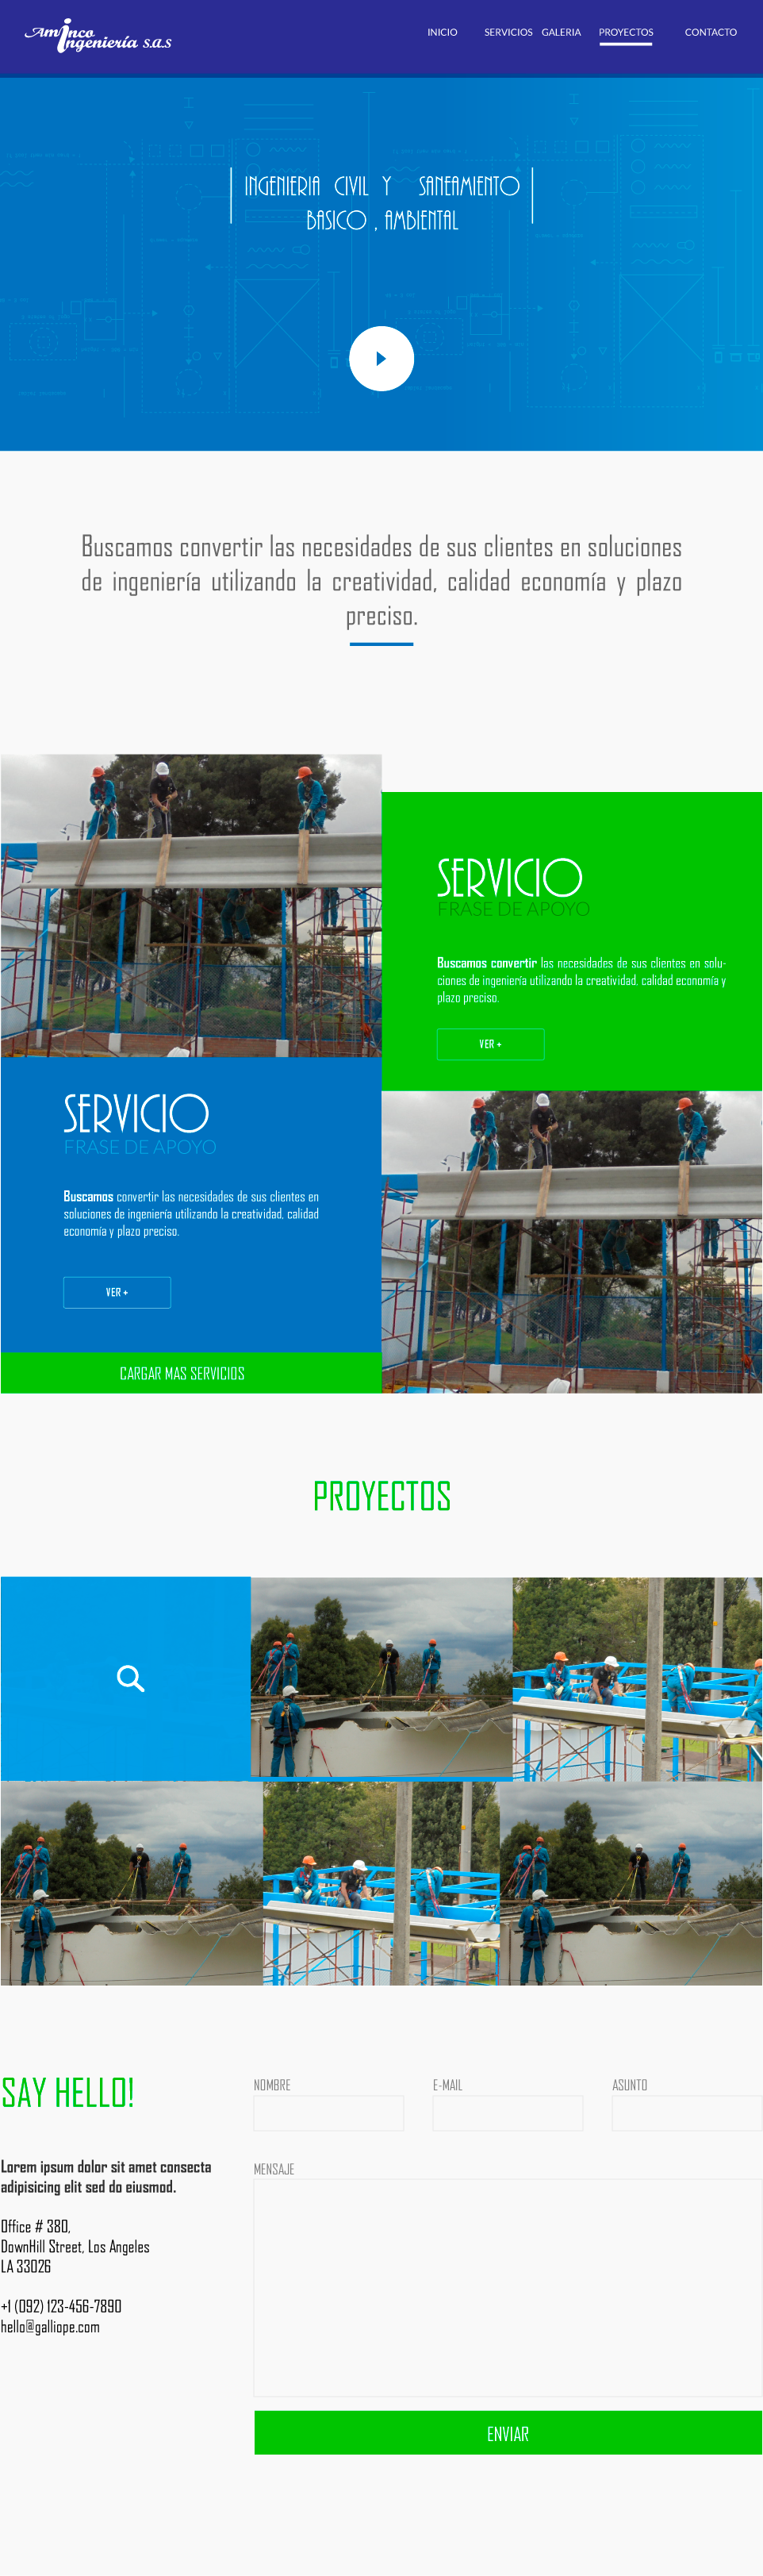 Aminco
Ingeniería S.A.S
INICIO SERVICIOS GALERIA PROYECTOS CONTACTO
INGENIERIA CIVIL Y SANEAMIENTO
BASICO , AMBIENTAL
Buscamos convertir las necesidades de sus clientes en soluciones
de ingeniería utilizando la creatividad, calidad economía y plazo
preciso.
SERVICIO
FRASE DE APOYO
Buscamos convertir las necesidades de sus clientes en solu-
ciones de ingeniería utilizando la creatividad, calidad economía y
plazo preciso.
VER +
SERVICIO
FRASE DE APOYO
Buscamos convertir las necesidades de sus clientes en
soluciones de ingeniería utilizando la creatividad, calidad
economía y plazo preciso.
VER +
CARGAR MAS SERVICIOS
PROYECTOS
SAY HELLO!
Lorem ipsum dolor sit amet consecta
adipisicing elit sed do eiusmod.
Office # 380,
DownHill Street, Los Angeles
LA 33026
+1 (092) 123-456-7890
hello@galliope.com
NOMBRE
E-MAIL
ASUNTO
MENSAJE
ENVIAR